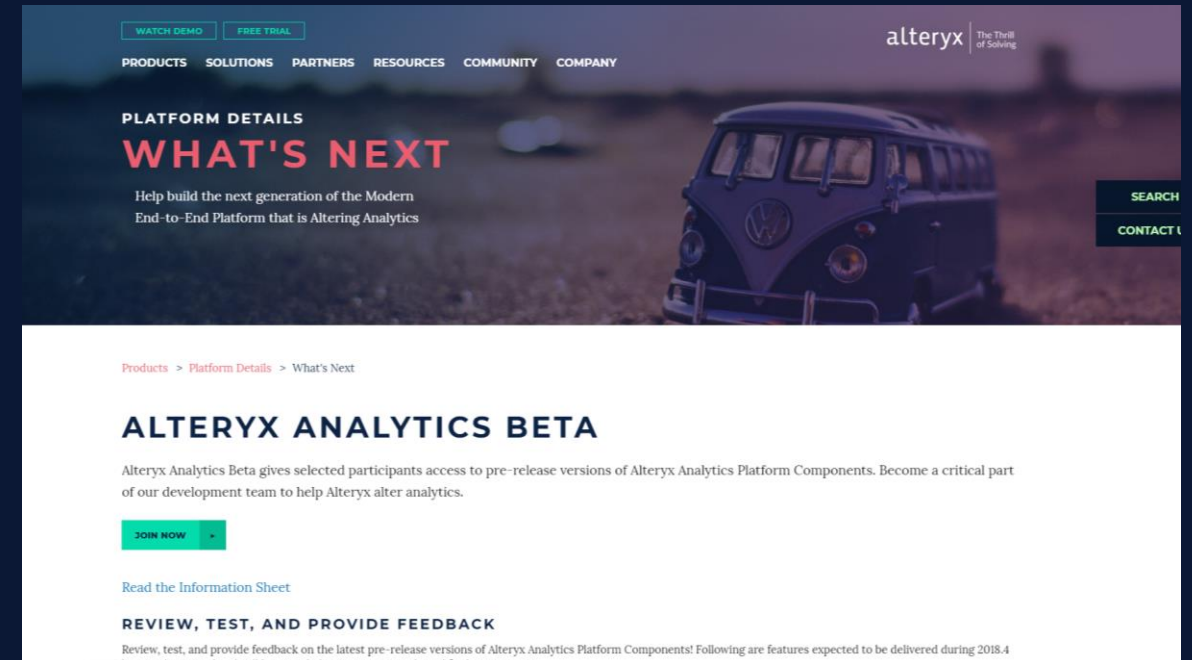 WATCH DEMO FREE TRIAL
alteryx The Thrill of Solving
PRODUCTS SOLUTIONS PARTNERS RESOURCES COMMUNITY COMPANY
PLATFORM DETAILS
WHAT'S NEXT
Help build the next generation of the Modern
End-to-End Platform that is Altering Analytics
SEARCH
CONTACT U
Products > Platform Details > What's Next
ALTERYX ANALYTICS BETA
Alteryx Analytics Beta gives selected participants access to pre-release versions of Alteryx Analytics Platform Components. Become a critical part
of our development team to help Alteryx alter analytics.
JOIN NOW
Read the Information Sheet
REVIEW, TEST, AND PROVIDE FEEDBACK
Review, test, and provide feedback on the latest pre-release versions of Alteryx Analytics Platform Components! Following are features expected to be delivered during 2018.4